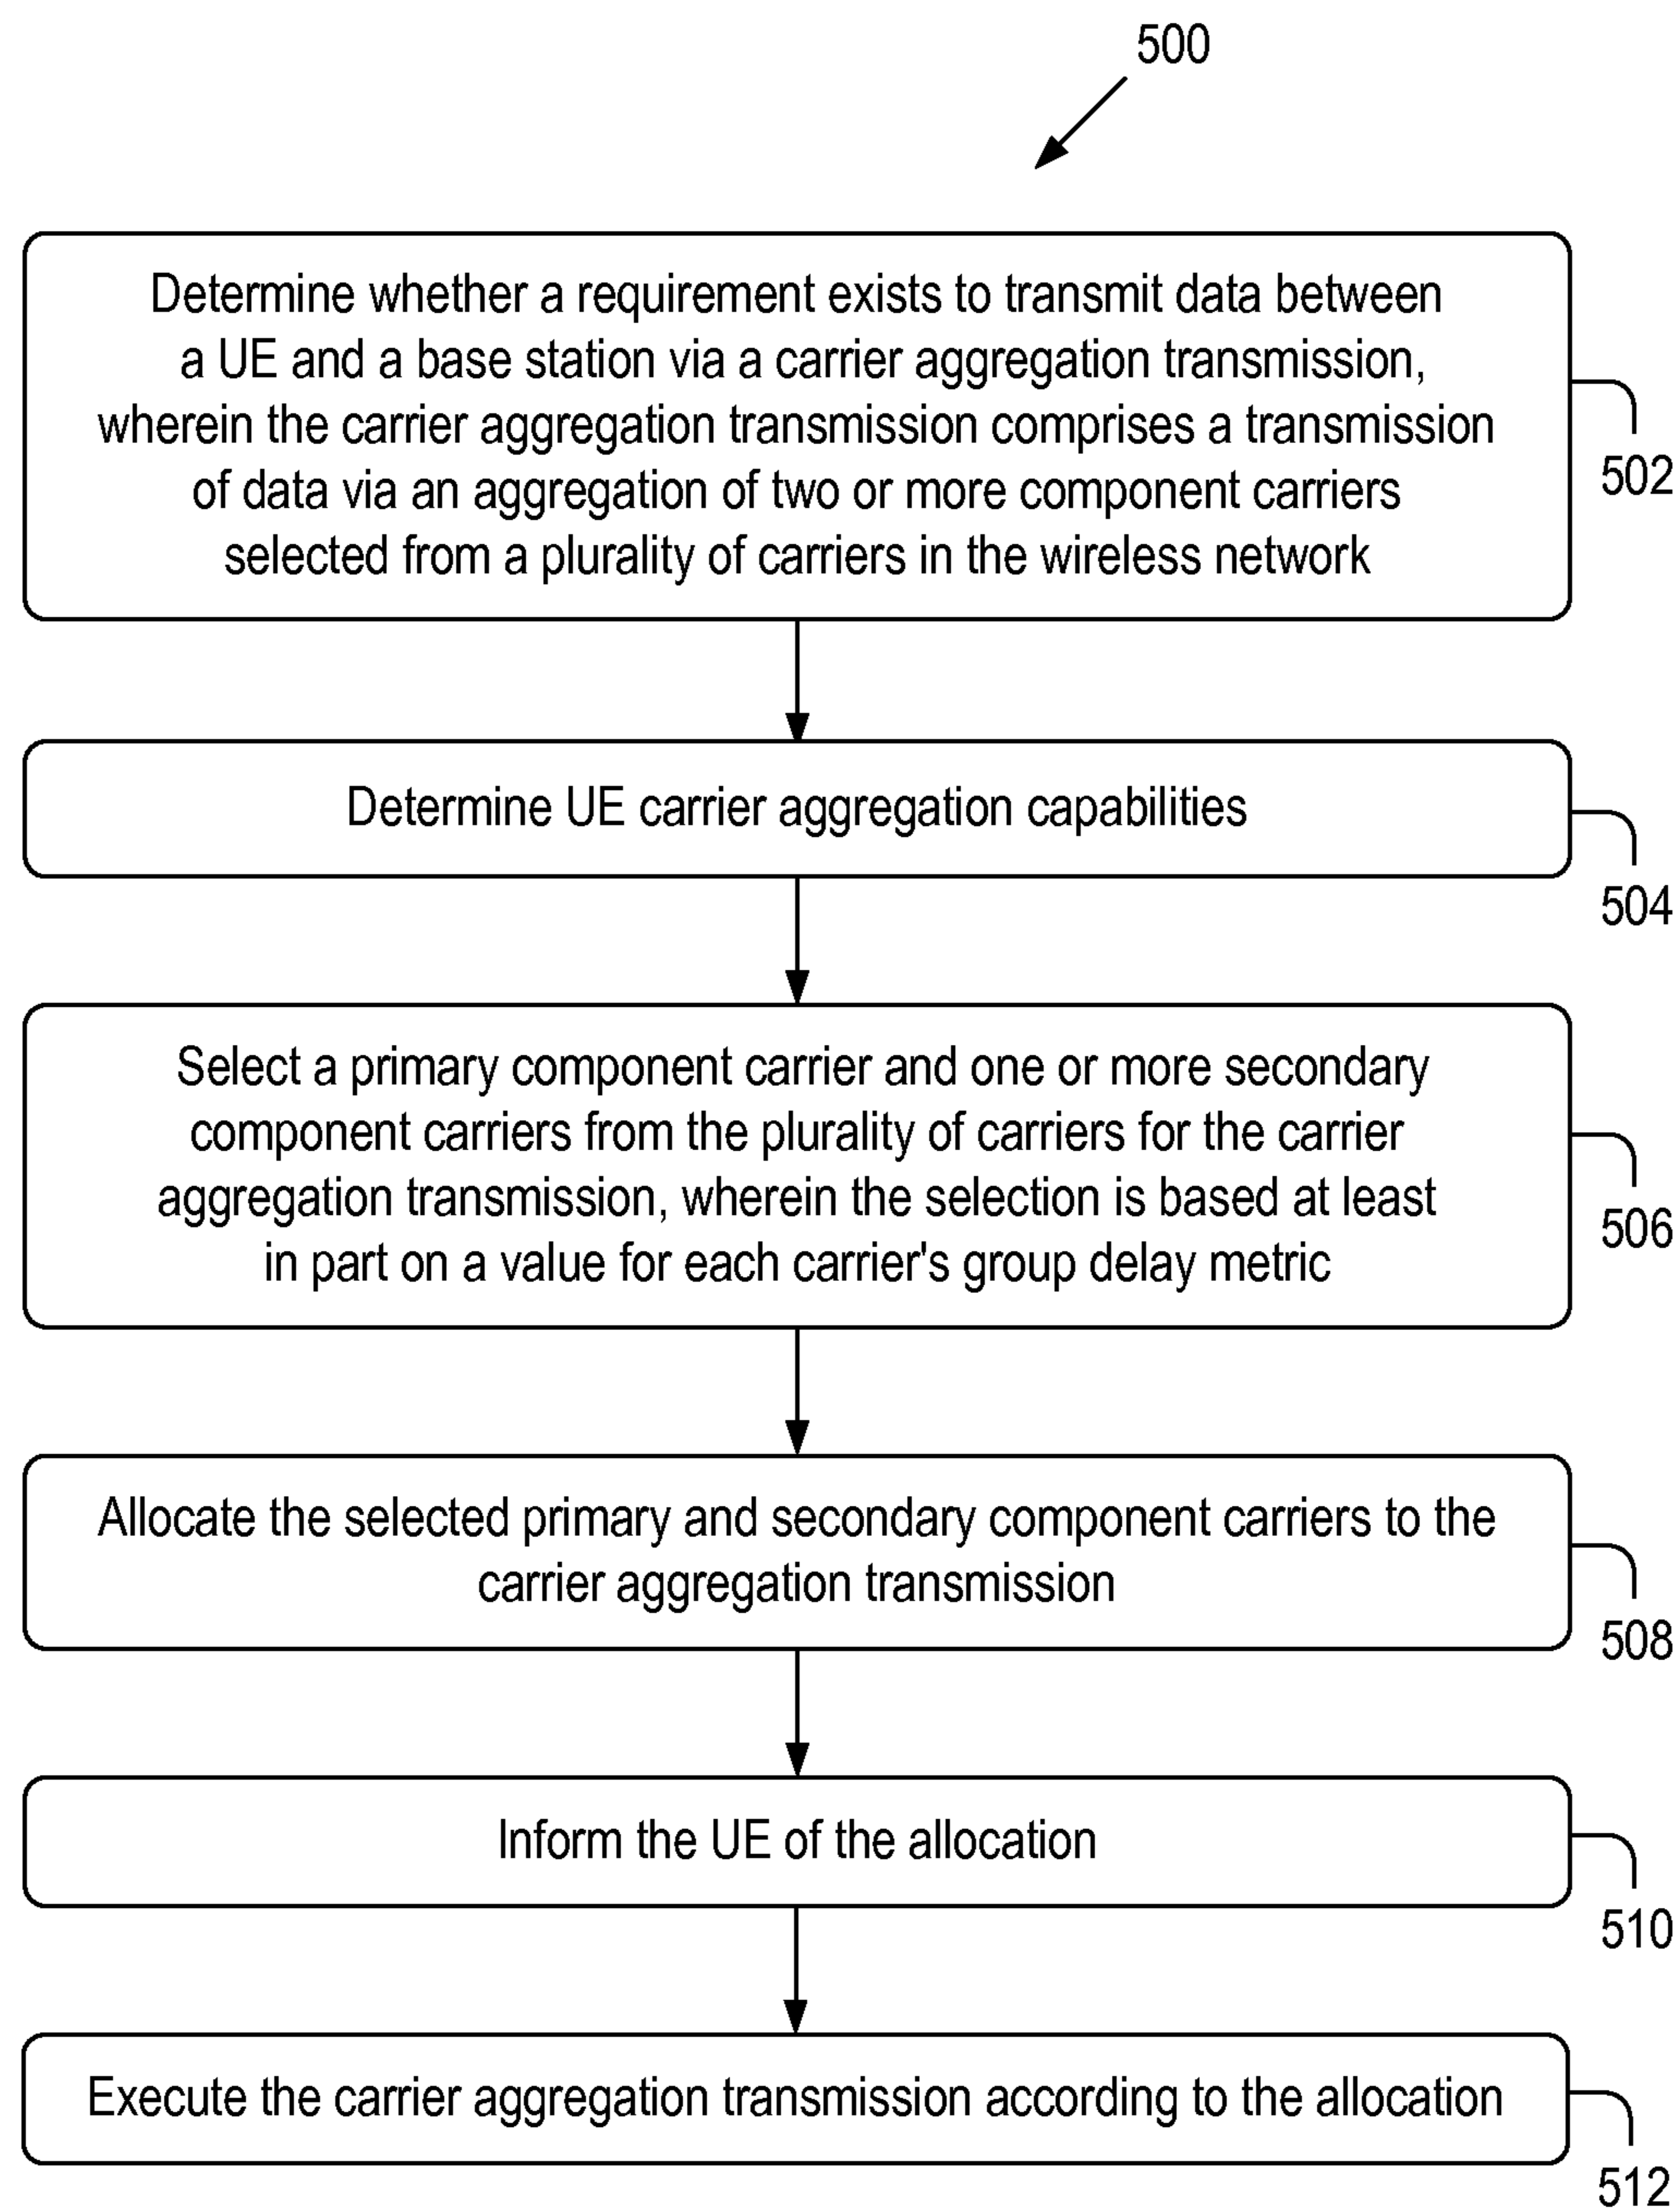 500
Determine whether a requirement exists to transmit data between
a UE and a base station via a carrier aggregation transmission,
wherein the carrier aggregation transmission comprises a transmission
of data via an aggregation of two or more component carriers
selected from a plurality of carriers in the wireless network
502
Determine UE carrier aggregation capabilities
504
Select a primary component carrier and one or more secondary
component carriers from the plurality of carriers for the carrier
aggregation transmission, wherein the selection is based at least
in part on a value for each carrier's group delay metric
506
Allocate the selected primary and secondary component carriers to the
carrier aggregation transmission
508
Inform the UE of the allocation
510
Execute the carrier aggregation transmission according to the allocation
512